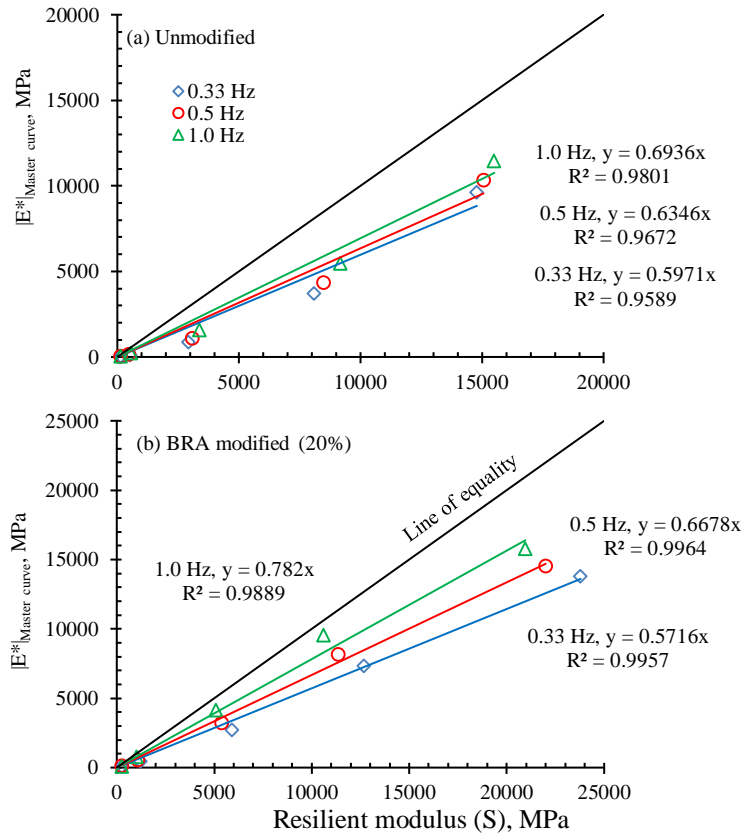 20000
(a) Unmodified
0.33 Hz
0.5 Hz
1.0 Hz
15000
10000
5000
0
|E*|Master curve, MPa
1.0 Hz, y = 0.6936x
R² = 0.9801
0.5 Hz, y = 0.6346x
R² = 0.9672
0.33 Hz, y = 0.5971x
R² = 0.9589
0 5000 10000 15000 20000
25000
(b) BRA modified (20%)
20000
15000
10000
5000
0
|E*|Master curve, MPa
Line of equality
0.5 Hz, y = 0.6678x
R² = 0.9964
1.0 Hz, y = 0.782x
R² = 0.9889
0.33 Hz, y = 0.5716x
R² = 0.9957
0 5000 10000 15000 20000 25000
Resilient modulus (S), MPa